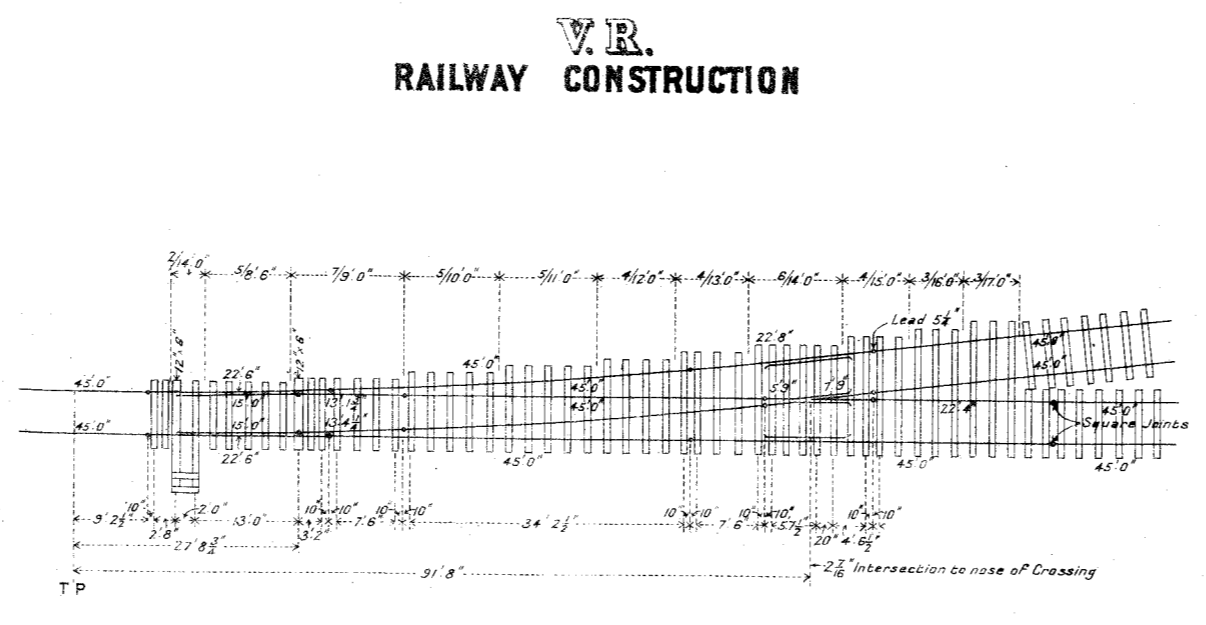 V. R.
RAILWAY CONSTRUCTION
2/14'0" 5/8'6" 7/9'0" 5/10'0" 5/11'0" 4/12'0" 4/13'0" 6/14'0" 4/15'0" 3/16'0" 3/17'0"
Lead 5¼"
12"×6" 12"×6" 22'8"
45'0" 45'0"
45'0" 22'6" 45'0" 5'9" 7'9" 45'0"
15'0" 13'1¼" 45'0" 22'4" 45'0"
45'0" 15'0" 13'4¼" Square Joints
22'6" 45'0" 45'0" 45'0"
10" 2'0" 10" 10" 10" 10" 10" 10" 10" 10" 10" 10"
9'2½" 13'0" 7'6" 34'2½" 7'6 5'7½"
2'8" 3'2" 20" 4'6½"
27'8¾"
91'8" 2 7/16" Intersection to nose of Crossing
T P